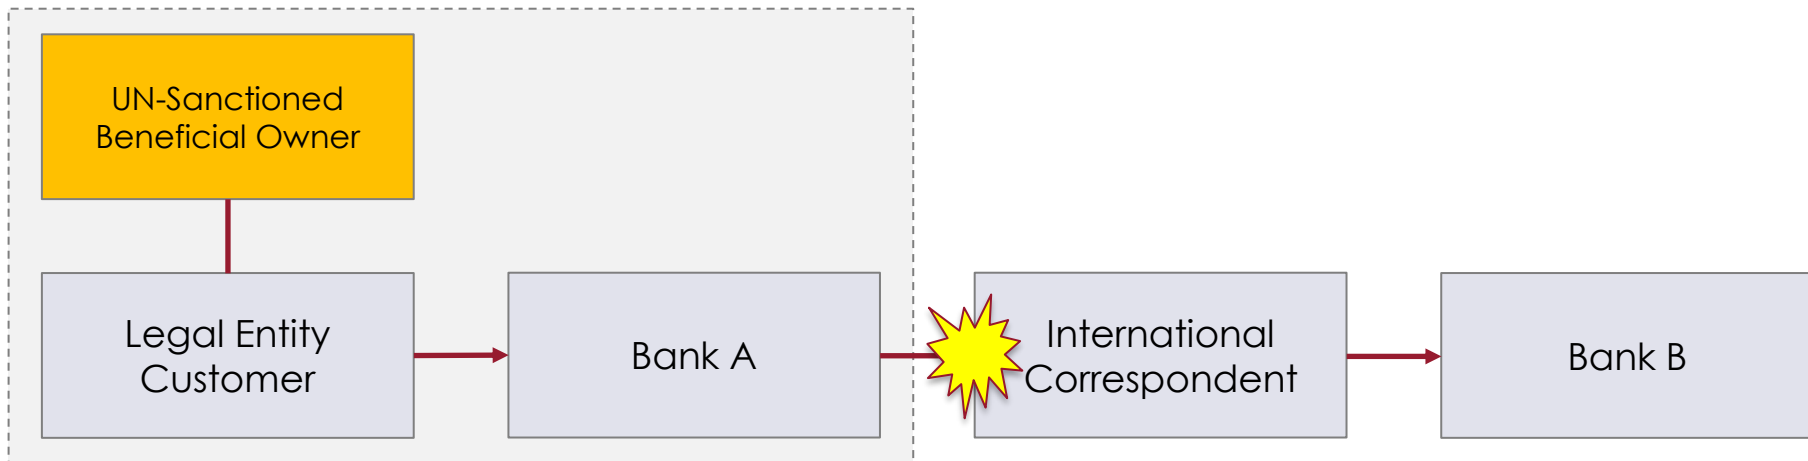 UN-Sanctioned
Beneficial Owner
Legal Entity
Customer
Bank A
International
Correspondent
Bank B